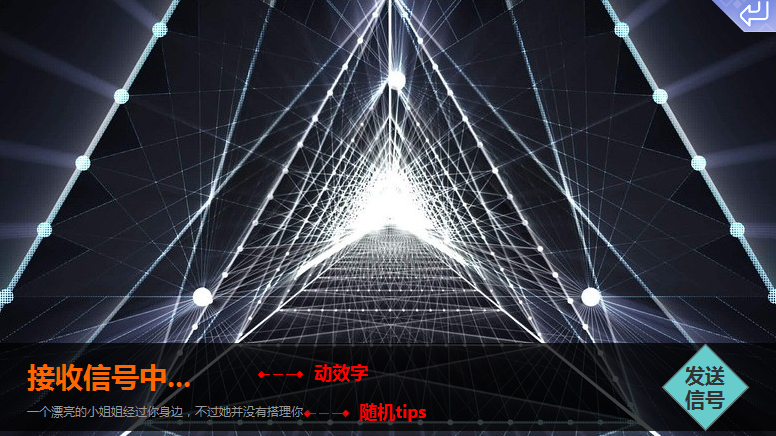 接收信号中...
动效字
一个漂亮的小姐姐经过你身边，不过她并没有搭理你
随机tips
发送
信号